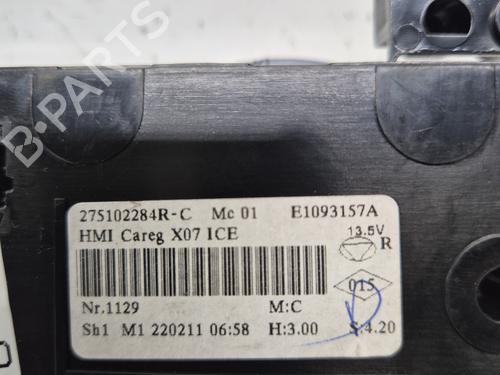 B-PARTS
275102284R-C Mc 01 E1093157A
HMI Careg X07 ICE 13.5V
R
015
Nr.1129 M:C
Sh1 M1 220211 06:58 H:3.00 S:4.20